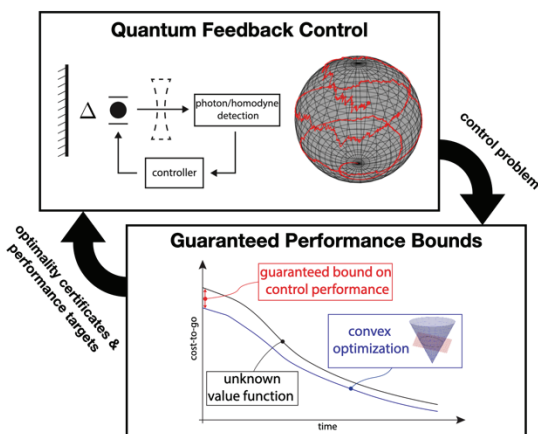 Quantum Feedback Control
Δ
photon/homodyne
detection
controller
control problem
optimality certificates &
performance targets
Guaranteed Performance Bounds
guaranteed bound on
control performance
convex
optimization
unknown
value function
cost-to-go
time